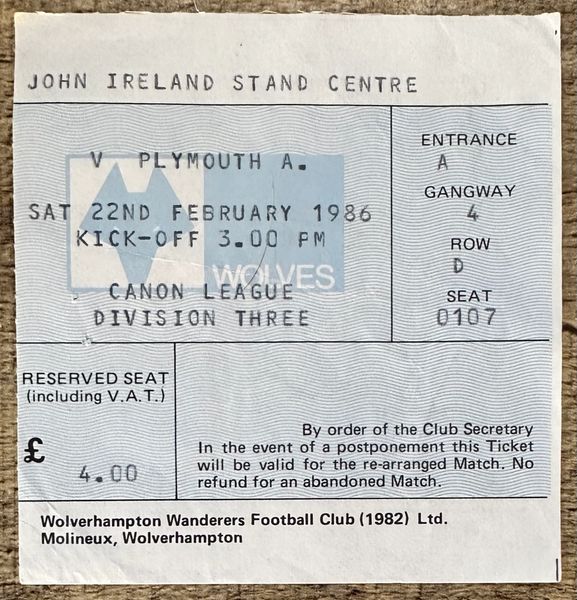 JOHN IRELAND STAND CENTRE
V PLYMOUTH A.
SAT 22ND FEBRUARY 1986
KICK-OFF 3.00 PM
WOLVES
CANON LEAGUE
DIVISION THREE
ENTRANCE
A
GANGWAY
4
ROW
D
SEAT
0107
RESERVED SEAT
(including V.A.T.)
£
4.00
By order of the Club Secretary
In the event of a postponement this Ticket
will be valid for the re-arranged Match. No
refund for an abandoned Match.
Wolverhampton Wanderers Football Club (1982) Ltd.
Molineux, Wolverhampton